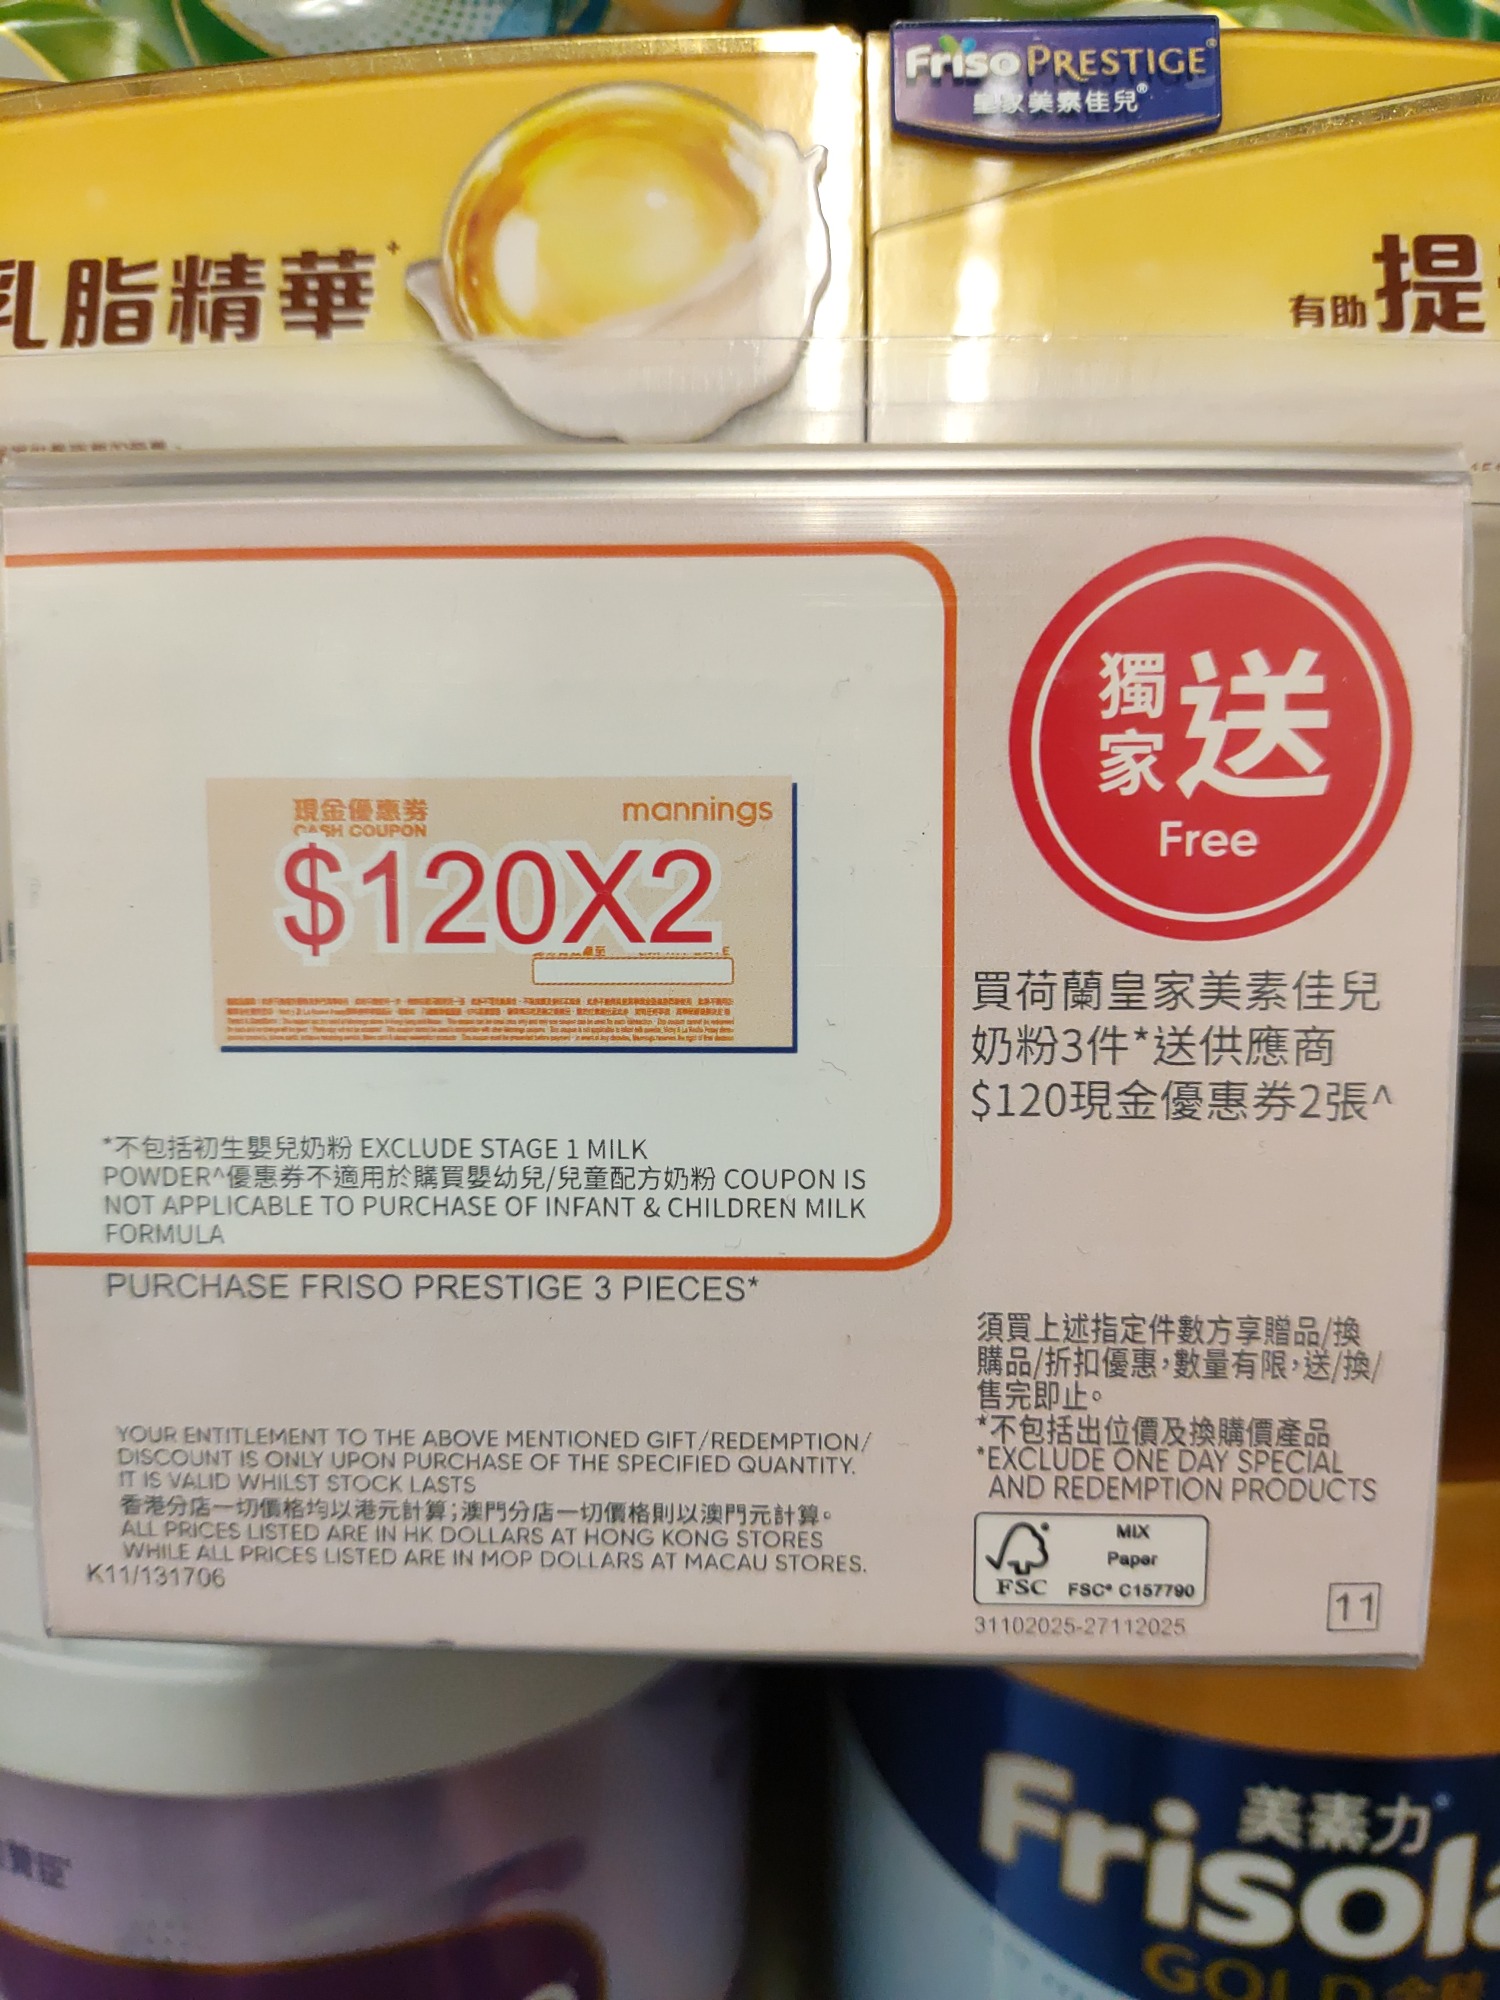 Friso PRESTIGE®
皇家美素佳兒®
乳脂精華+
有助提
獨家送
Free
現金優惠券
CASH COUPON
mannings
$120X2
買荷蘭皇家美素佳兒
奶粉3件*送供應商
$120現金優惠券2張^
*不包括初生嬰兒奶粉 EXCLUDE STAGE 1 MILK
POWDER^優惠券不適用於購買嬰幼兒/兒童配方奶粉 COUPON IS
NOT APPLICABLE TO PURCHASE OF INFANT & CHILDREN MILK
FORMULA
PURCHASE FRISO PRESTIGE 3 PIECES*
須買上述指定件數方享贈品/換
購品/折扣優惠,數量有限,送/換/
售完即止。
*不包括出位價及換購價產品
*EXCLUDE ONE DAY SPECIAL
AND REDEMPTION PRODUCTS
YOUR ENTITLEMENT TO THE ABOVE MENTIONED GIFT/REDEMPTION/
DISCOUNT IS ONLY UPON PURCHASE OF THE SPECIFIED QUANTITY.
IT IS VALID WHILST STOCK LASTS
香港分店一切價格均以港元計算;澳門分店一切價格則以澳門元計算。
ALL PRICES LISTED ARE IN HK DOLLARS AT HONG KONG STORES
WHILE ALL PRICES LISTED ARE IN MOP DOLLARS AT MACAU STORES.
K11/131706
FSC
MIX
Paper
FSC® C157790
31102025-27112025
11
美素力
Frisola
GOLD